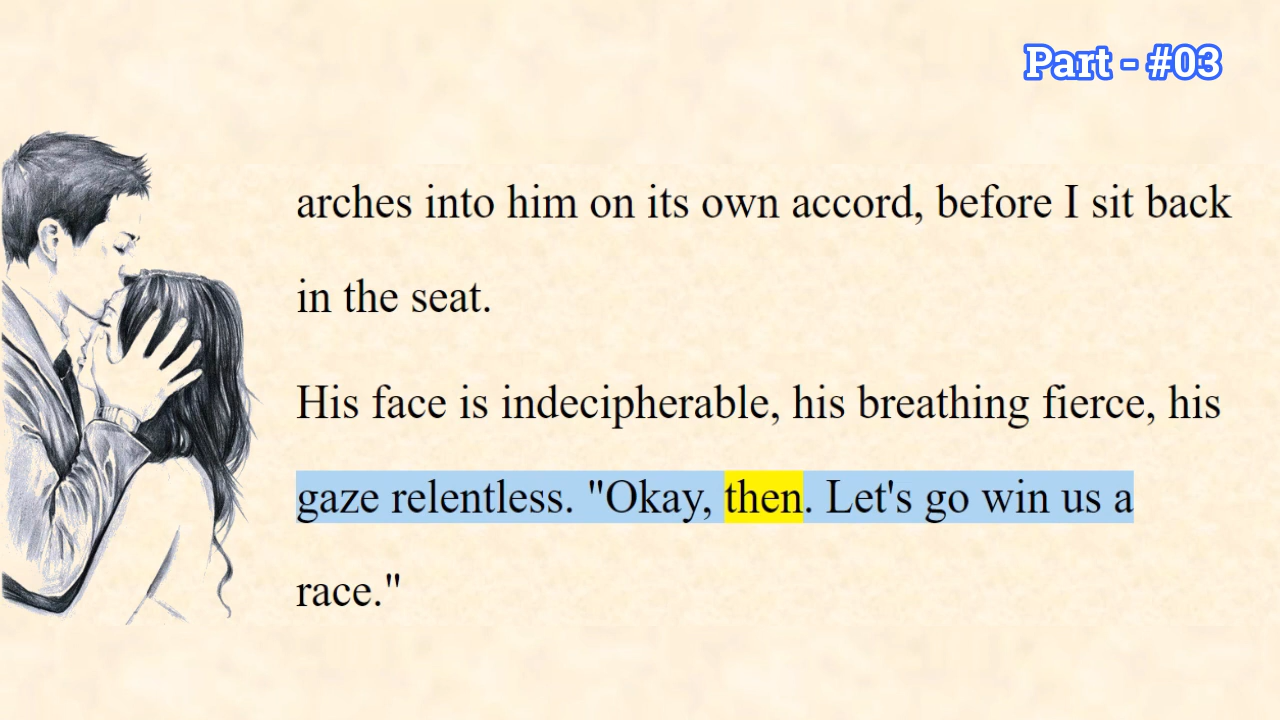 Part - #03
arches into him on its own accord, before I sit back
in the seat.
His face is indecipherable, his breathing fierce, his
gaze relentless. "Okay, then. Let's go win us a
race."